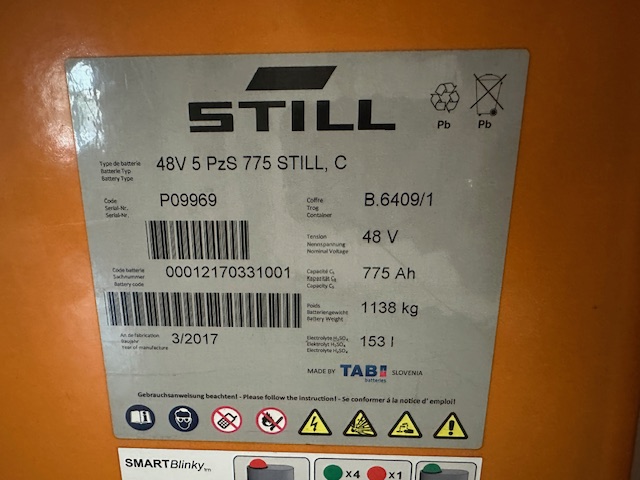 STILL
Pb
Pb
Type de batterie
Batterie Typ
Battery Type
48V 5 PzS 775 STILL, C
Code
Serial-Nr.
Serial-Nr.
P09969
Coffre
Trog
Container
B.6409/1
Tension
Nennspannung
Nominal Voltage
48 V
Code batterie
Sachnummer
Battery code
00012170331001
Capacité C₅
Kapazität C₅
Capacity C₅
775 Ah
Poids
Batteriengewicht
Battery Weight
1138 kg
An de fabrication
Baujahr
Year of manufacture
3/2017
Electrolyte H₂SO₄
Elektrolyt H₂SO₄
Electrolyte H₂SO₄
153 l
MADE BY TAB batteries SLOVENIA
Gebrauchsanweisung beachten! - Please follow the instruction! - Se conformer à la notice d'emploi!
SMARTBlinky tm
x4 x1